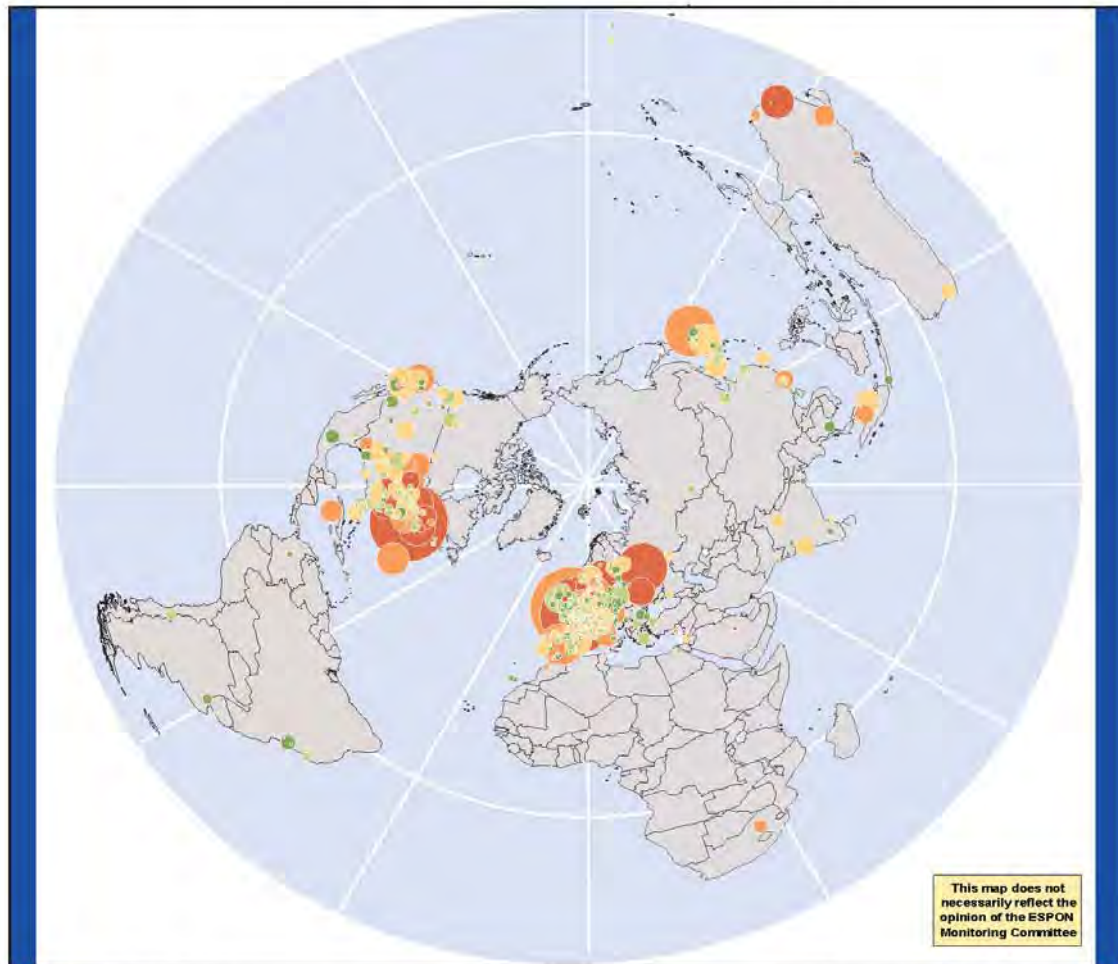 This map does not
necessarily reflect the
opinion of the ESPON
Monitoring Committee